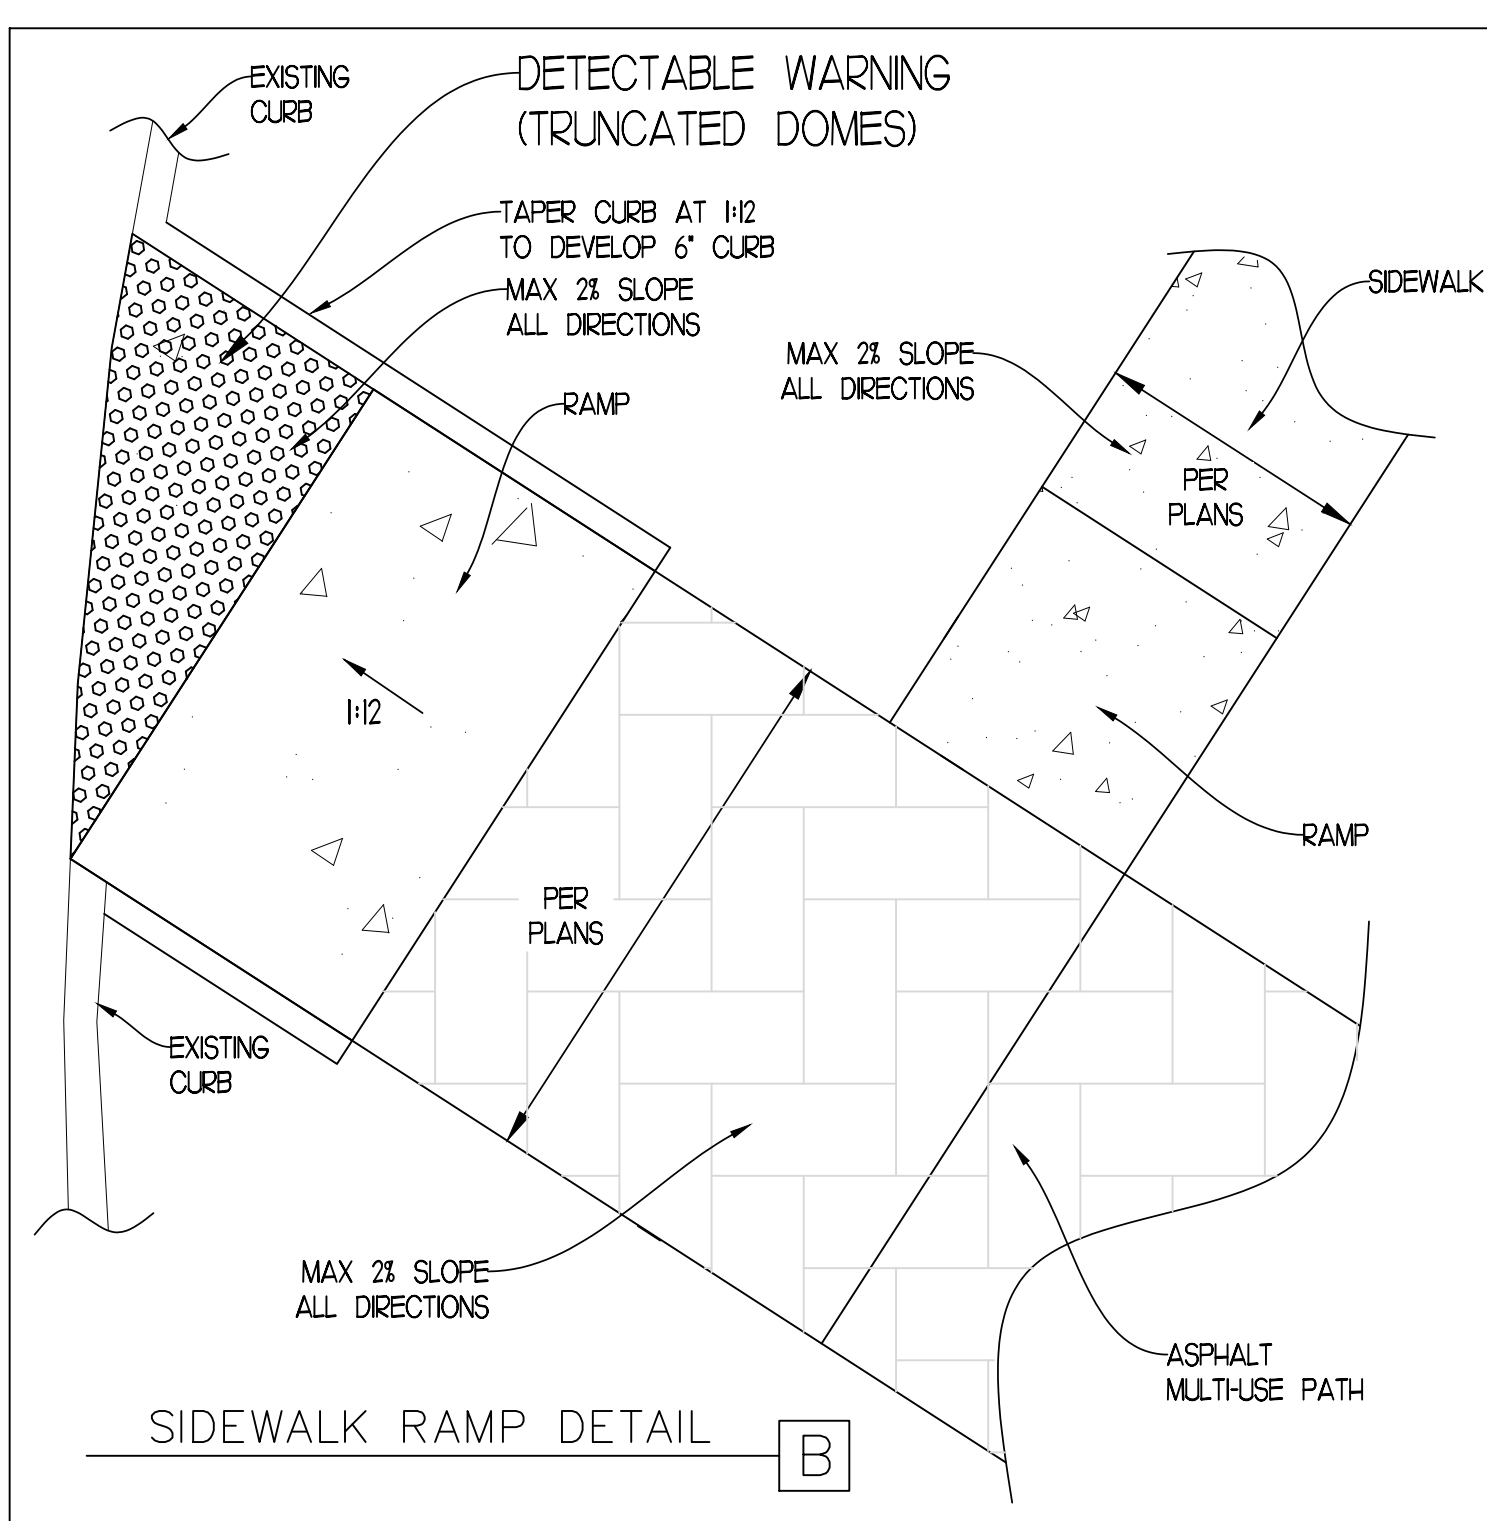 EXISTING
CURB
DETECTABLE WARNING
(TRUNCATED DOMES)
TAPER CURB AT 1:12
TO DEVELOP 6" CURB
MAX 2% SLOPE
ALL DIRECTIONS
SIDEWALK
MAX 2% SLOPE
ALL DIRECTIONS
RAMP
PER
PLANS
1:12
RAMP
PER
PLANS
EXISTING
CURB
MAX 2% SLOPE
ALL DIRECTIONS
ASPHALT
MULTI-USE PATH
SIDEWALK RAMP DETAIL B